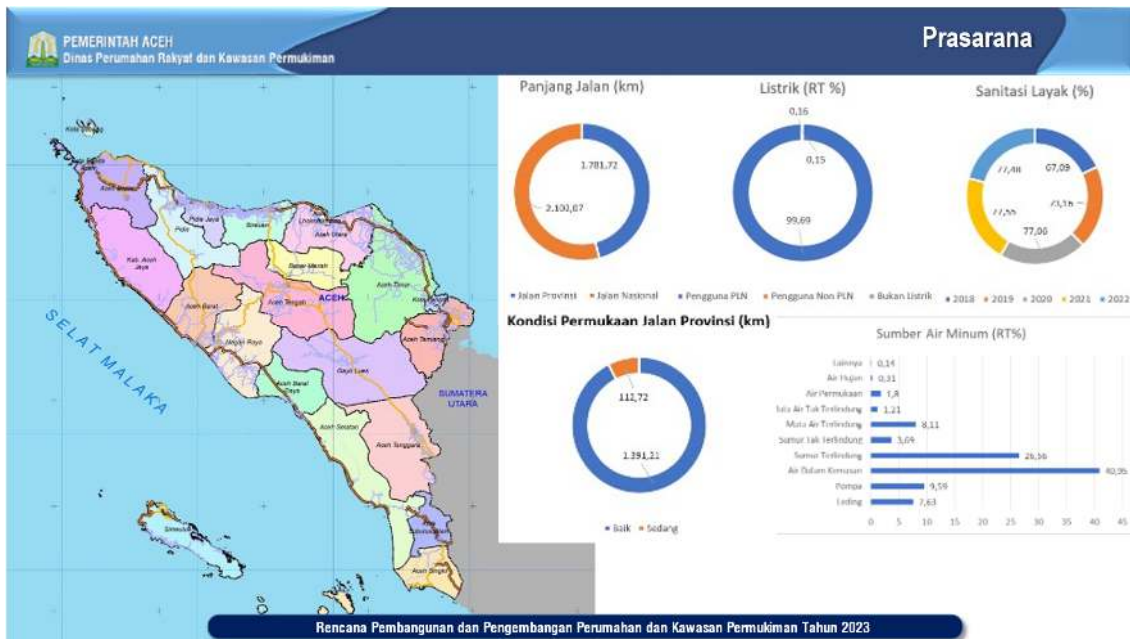 PEMERINTAH ACEH
Dinas Perumahan Rakyat dan Kawasan Permukiman
Prasarana
Panjang Jalan (km)
1.781,72
Jalan Provinsi
Jalan Nasional
Listrik (RT %)
0,16
0,15
99,69
Pengguna PLN
Pengguna Non PLN
Bukan Listrik
Sanitasi Layak (%)
77,48
67,09
73,16
77,55
77,06
2018
2019
2020
2021
2022
Kondisi Permukaan Jalan Provinsi (km)
112,72
1.391,21
Baik
Sedang
Sumber Air Minum (RT%)
Lainnya 0,14
Air Hujan 0,31
Air Permukaan 1,8
Air Tak Terlindung 1,21
Mata Air Terlindung 8,11
Sumur Tak Terlindung 3,69
Sumur Terlindung 26,56
Air Dalam Kemasan 40,95
Pompa 9,59
Leding 7,63
0 5 10 15 20 25 30 35 40 45
Pidie Jaya
Pidie
Bireuen
Aceh Utara
Bener Meriah
Kab. Aceh Jaya
Aceh Barat
Aceh Tengah
ACEH
Aceh Timur
Nagan Raya
Aceh Tamiang
Gayo Lues
Aceh Barat Daya
SUMATERA UTARA
Aceh Selatan
Aceh Tenggara
SELAT MALAKA
Simeulue
Aceh Singkil
Rencana Pembangunan dan Pengembangan Perumahan dan Kawasan Permukiman Tahun 2023